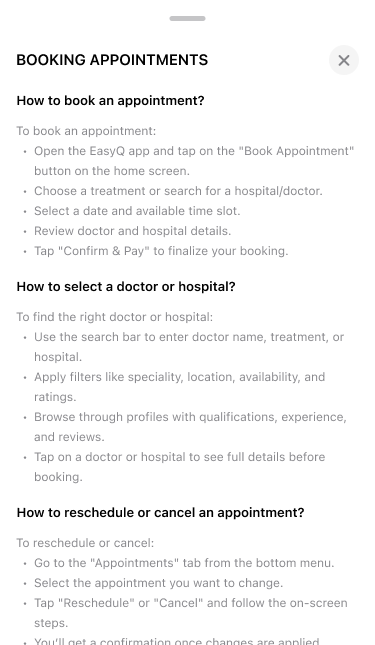 BOOKING APPOINTMENTS
How to book an appointment?
To book an appointment:
• Open the EasyQ app and tap on the "Book Appointment"
button on the home screen.
• Choose a treatment or search for a hospital/doctor.
• Select a date and available time slot.
• Review doctor and hospital details.
• Tap "Confirm & Pay" to finalize your booking.
How to select a doctor or hospital?
To find the right doctor or hospital:
• Use the search bar to enter doctor name, treatment, or
hospital.
• Apply filters like speciality, location, availability, and
ratings.
• Browse through profiles with qualifications, experience,
and reviews.
• Tap on a doctor or hospital to see full details before
booking.
How to reschedule or cancel an appointment?
To reschedule or cancel:
• Go to the "Appointments" tab from the bottom menu.
• Select the appointment you want to change.
• Tap "Reschedule" or "Cancel" and follow the on-screen
steps.
• You'll get a confirmation once changes are applied